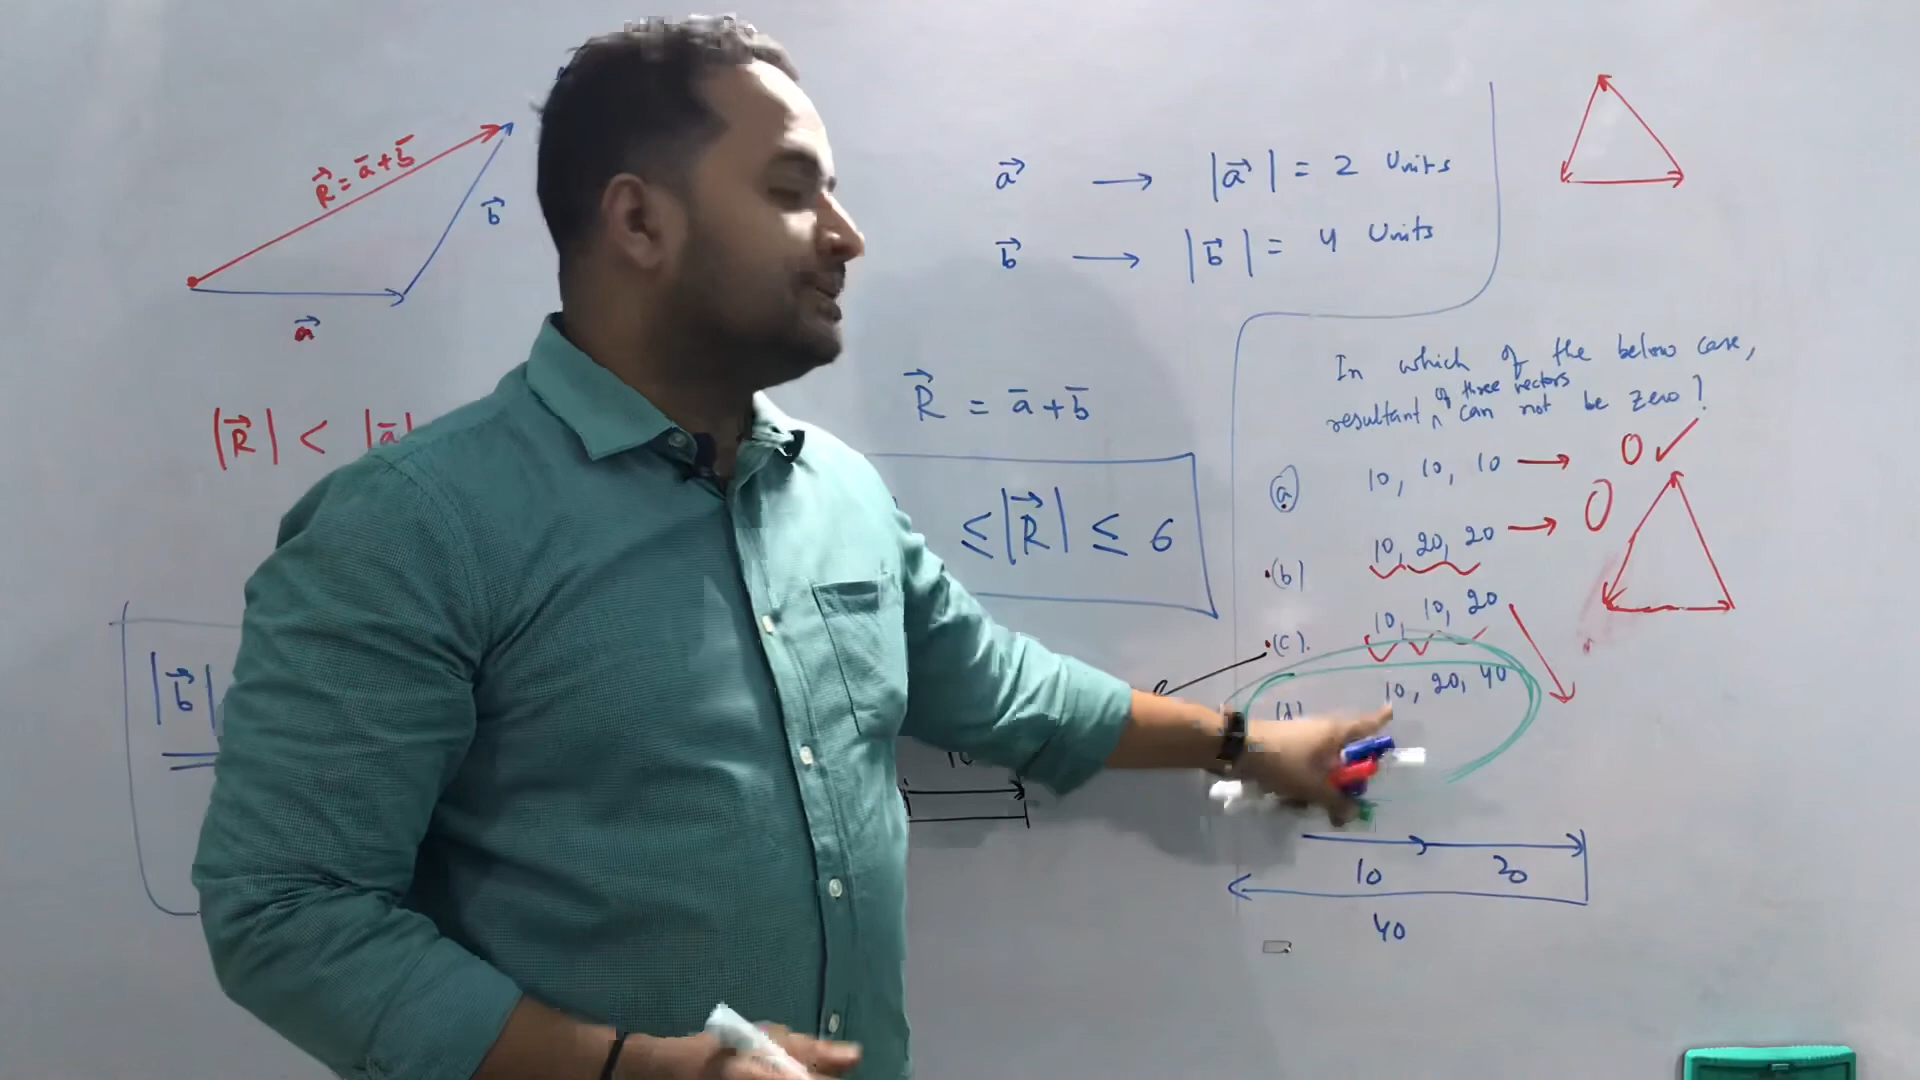 R⃗ = a̅ + b̅
b⃗
a⃗
|R⃗| < |a̅|
|b⃗|
a⃗ → |a⃗| = 2 Units
b⃗ → |b⃗| = 4 Units
R⃗ = a̅ + b̅
≤ |R⃗| ≤ 6
10
In which of the below case,
resultant of three vectors can not be zero?
(a) 10, 10, 10 → 0 ✓
(b) 10, 20, 20 → 0
(c). 10, 10, 20
(d) 10, 20, 40
10 20
40